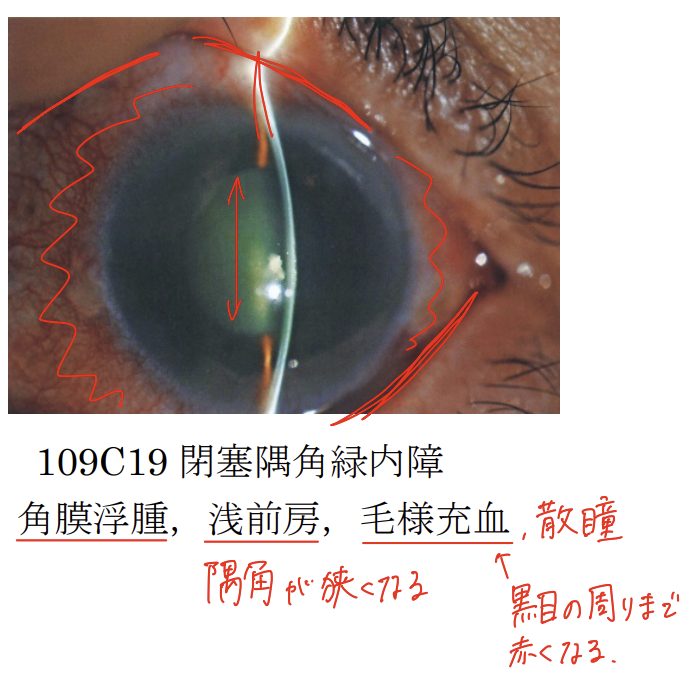 109C19 閉塞隅角緑内障
角膜浮腫，浅前房，毛様充血，散瞳
隅角が狭くなる
↑
黒目の周りまで
赤くなる．